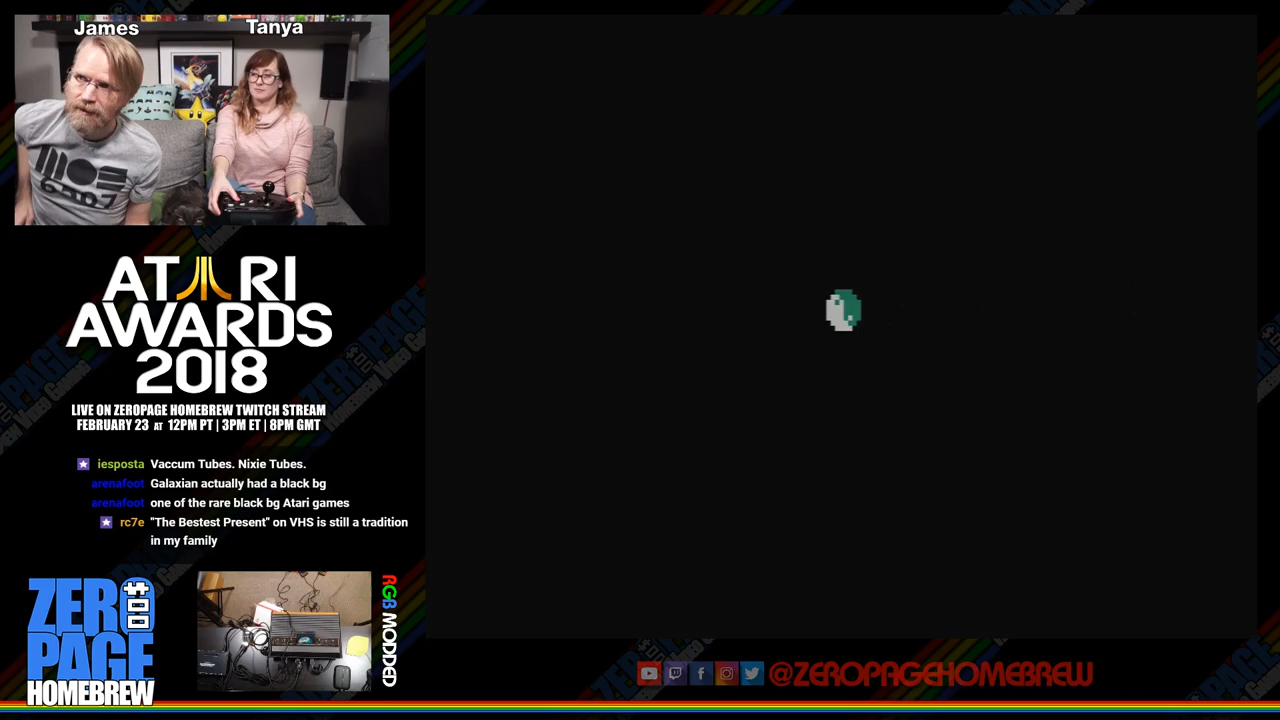 James
Tanya
ATARI
AWARDS
2018
LIVE ON ZEROPAGE HOMEBREW TWITCH STREAM
FEBRUARY 23 AT 12PM PT | 3PM ET | 8PM GMT
iesposta Vaccum Tubes. Nixie Tubes.
arenafoot Galaxian actually had a black bg
arenafoot one of the rare black bg Atari games
rc7e "The Bestest Present" on VHS is still a tradition
in my family
ZERO
$00
PAGE
HOMEBREW
RGB MODDED
@ZEROPAGEHOMEBREW